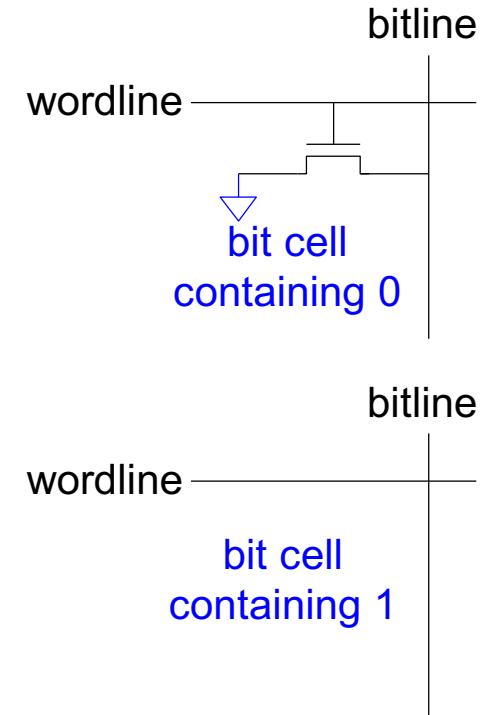 bitline
wordline
bit cell
containing 0
bitline
wordline
bit cell
containing 1